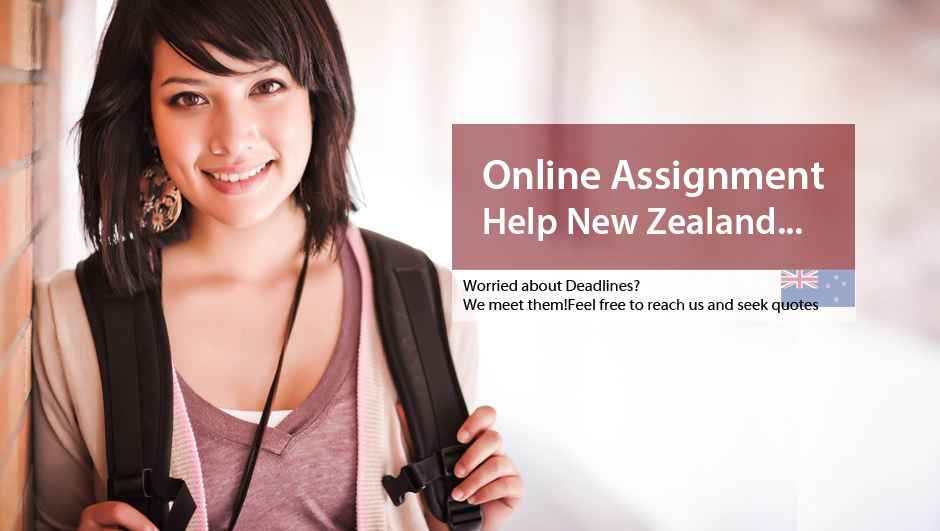 Online Assignment
Help New Zealand...
Worried about Deadlines?
We meet them!Feel free to reach us and seek quotes